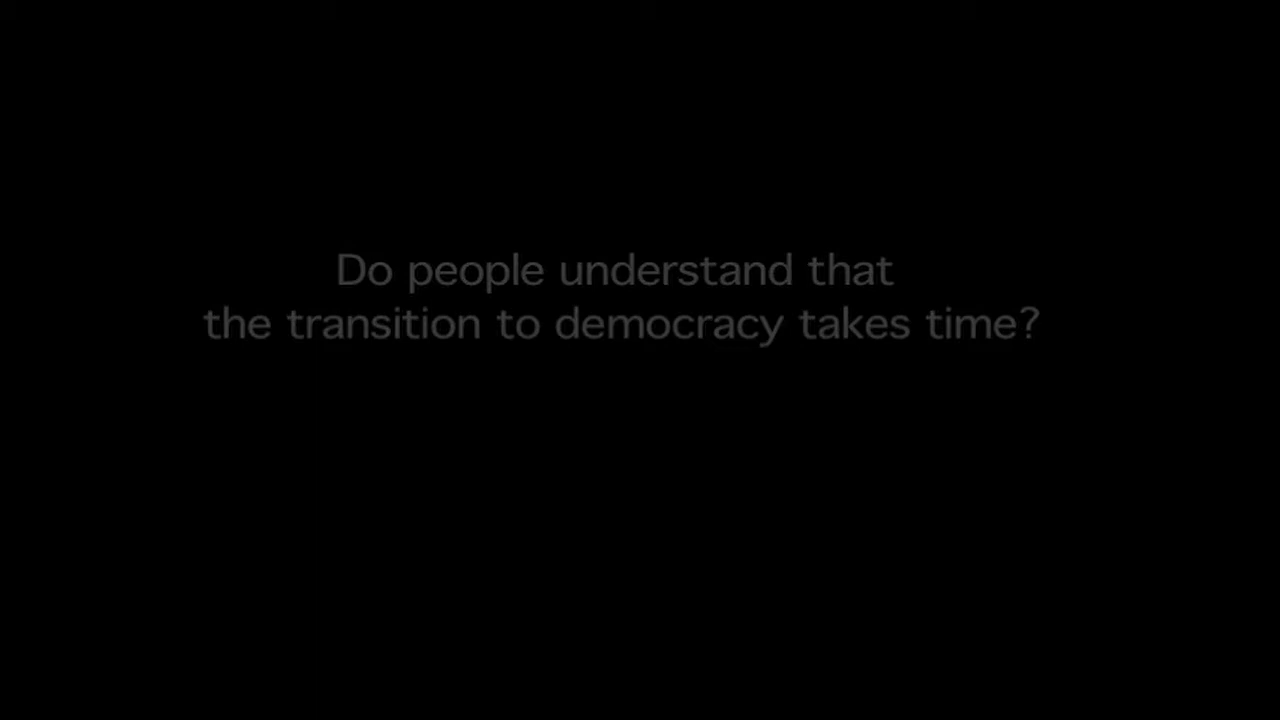 Do people understand that
the transition to democracy takes time?